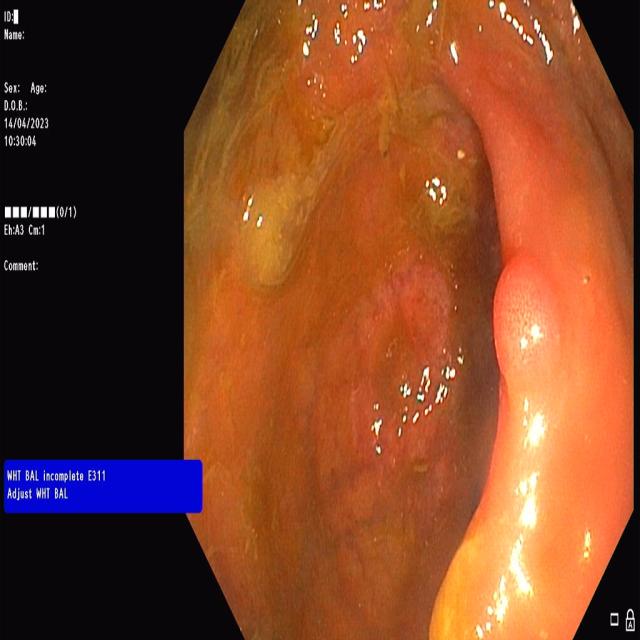 ID:
Name:
Sex: Age:
D.O.B.:
14/04/2023
10:30:04
■■■/■■■(0/1)
Eh:A3 Cm:1
Comment:
WHT BAL incomplete E311
Adjust WHT BAL
A